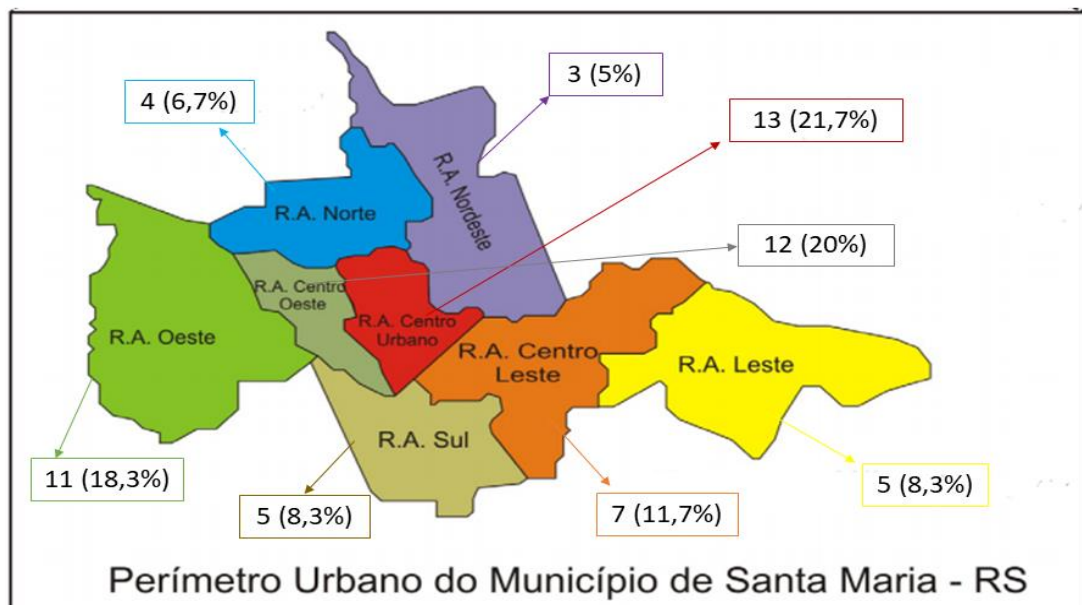 3 (5%)
4 (6,7%)
13 (21,7%)
R.A. Norte
R.A. Nordeste
12 (20%)
R.A. Centro
Oeste
R.A. Oeste
R.A. Centro
Urbano
R.A. Centro
Leste
R.A. Leste
R.A. Sul
11 (18,3%)
5 (8,3%)
7 (11,7%)
5 (8,3%)
Perímetro Urbano do Município de Santa Maria - RS